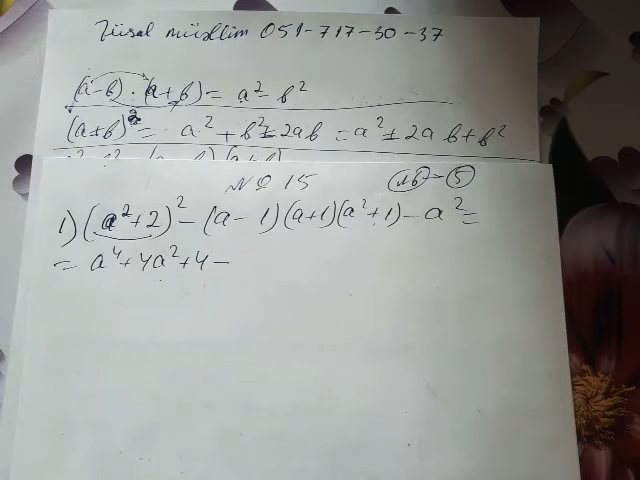 Züsal müəllim 051-717-30-37
(a-b)·(a+b)= a²-b²
(a±b)²= a²+b²±2ab = a²±2ab+b²
№ 15
5
1) (a²+2)² - (a-1)(a+1)(a²+1) - a² =
= a⁴+4a²+4 -